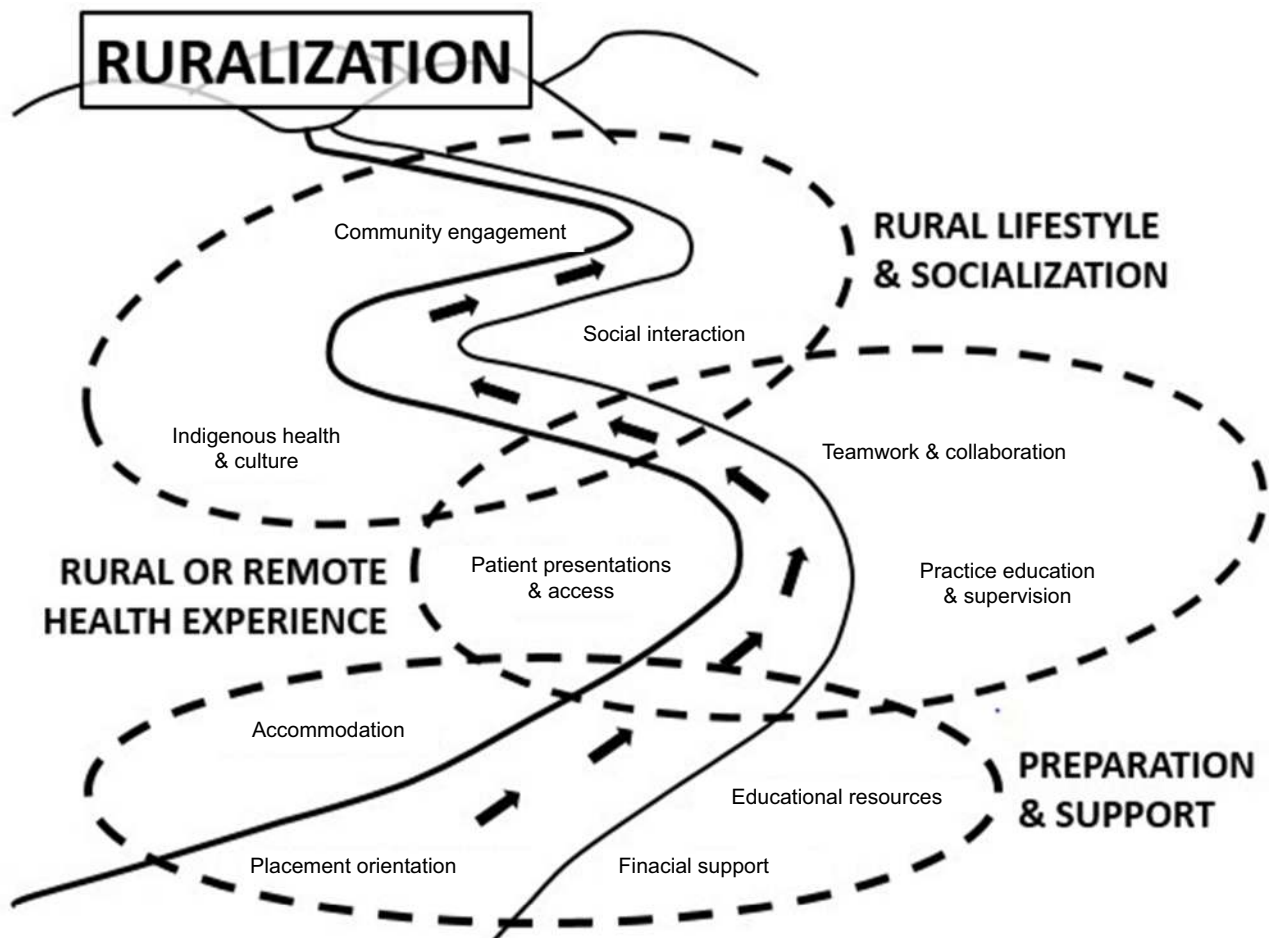 RURALIZATION
Community engagement
RURAL LIFESTYLE
& SOCIALIZATION
Social interaction
Indigenous health
& culture
Teamwork & collaboration
RURAL OR REMOTE
HEALTH EXPERIENCE
Patient presentations
& access
Practice education
& supervision
Accommodation
PREPARATION
& SUPPORT
Educational resources
Placement orientation
Finacial support